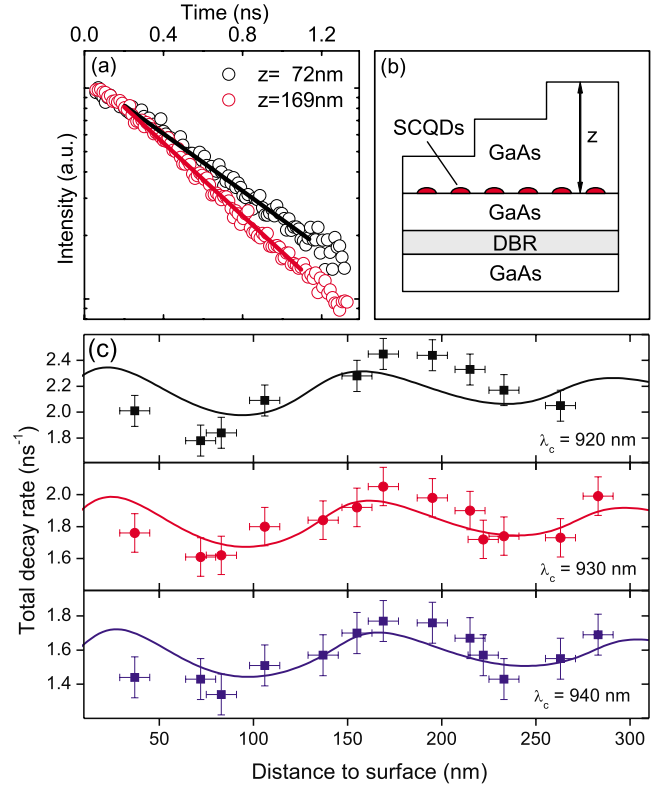 Time (ns)
0.0 0.4 0.8 1.2
(a)
z= 72nm
z=169nm
Intensity (a.u.)
(b)
SCQDs
GaAs
z
GaAs
DBR
GaAs
(c)
2.4
2.2
2.0
1.8
λc = 920 nm
2.0
1.8
1.6
λc = 930 nm
1.8
1.6
1.4
λc = 940 nm
Total decay rate (ns-1)
50 100 150 200 250 300
Distance to surface (nm)